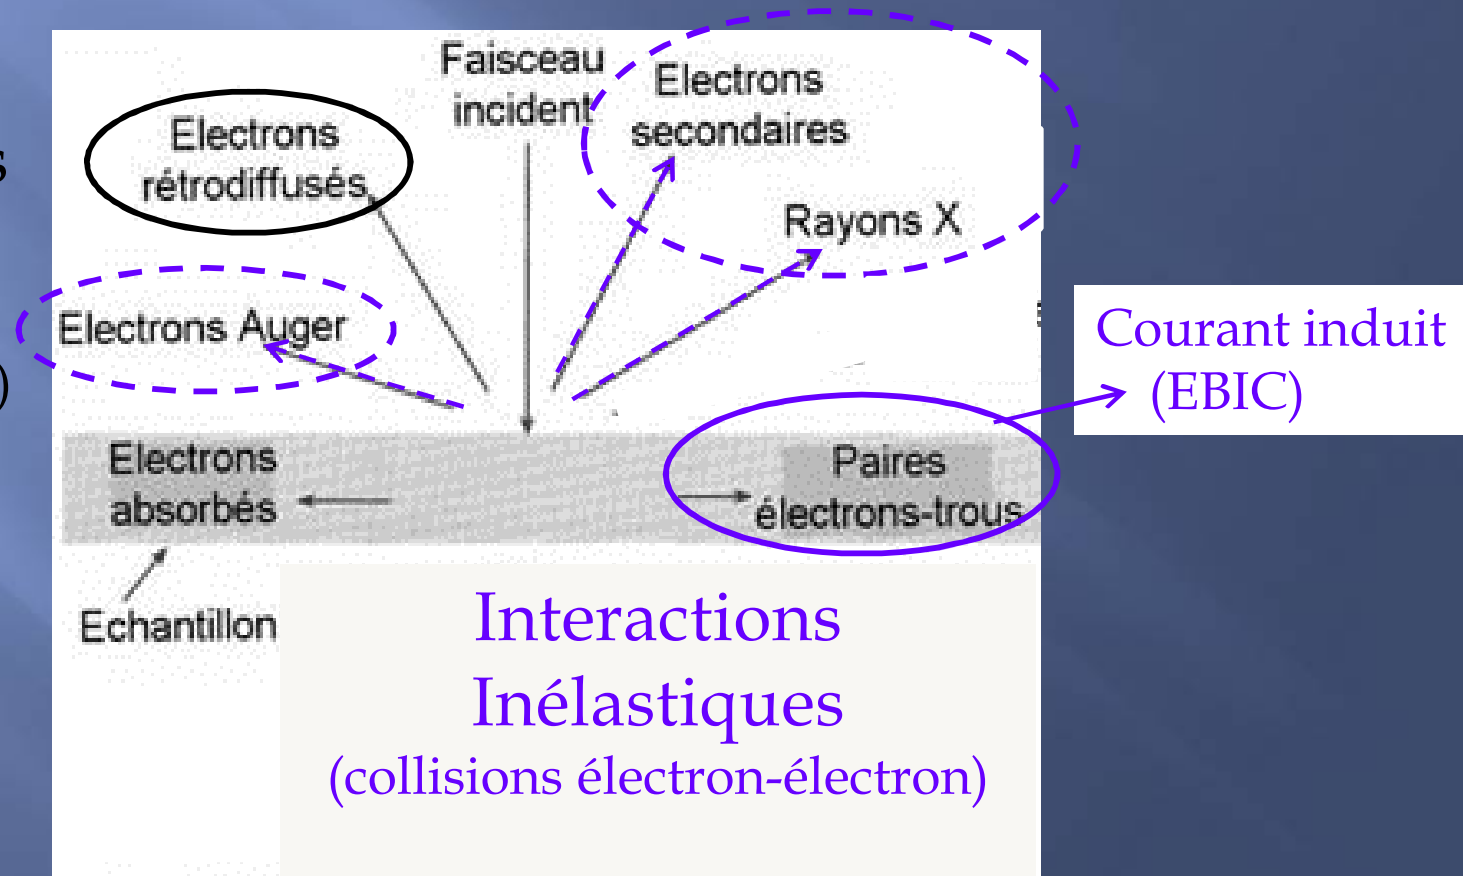 Faisceau
incident
Electrons
secondaires
Electrons
rétrodiffusés
s
Rayons X
Electrons Auger
)
Courant induit
(EBIC)
Electrons
absorbés
Paires
électrons-trous
Echantillon
Interactions
Inélastiques
(collisions électron-électron)